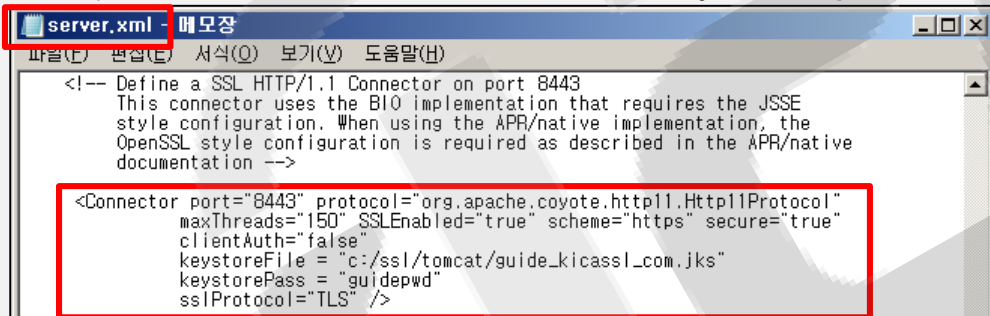 server.xml - 메모장
파일(F) 편집(E) 서식(O) 보기(V) 도움말(H)
<!-- Define a SSL HTTP/1.1 Connector on port 8443
This connector uses the BIO implementation that requires the JSSE
style configuration. When using the APR/native implementation, the
OpenSSL style configuration is required as described in the APR/native
documentation -->
<Connector port="8443" protocol="org.apache.coyote.http11.Http11Protocol"
maxThreads="150" SSLEnabled="true" scheme="https" secure="true"
clientAuth="false"
keystoreFile = "c:/ssl/tomcat/guide_kicassl_com.jks"
keystorePass = "guidepwd"
sslProtocol="TLS" />